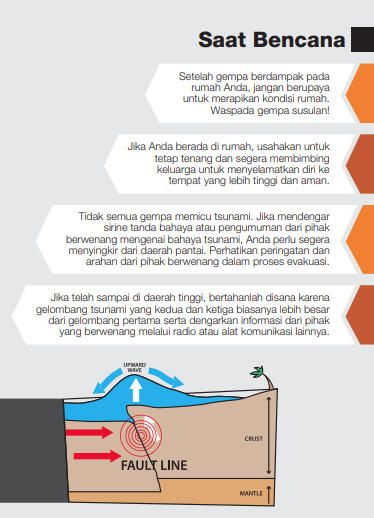 Saat Bencana
Setelah gempa berdampak pada
rumah Anda, jangan berupaya
untuk merapikan kondisi rumah.
Waspada gempa susulan!
Jika Anda berada di rumah, usahakan untuk
tetap tenang dan segera membimbing
keluarga untuk menyelamatkan diri ke
tempat yang lebih tinggi dan aman.
Tidak semua gempa memicu tsunami. Jika mendengar
sirine tanda bahaya atau pengumuman dari pihak
berwenang mengenai bahaya tsunami, Anda perlu segera
menyingkir dari daerah pantai. Perhatikan peringatan dan
arahan dari pihak berwenang dalam proses evakuasi.
Jika telah sampai di daerah tinggi, bertahanlah disana karena
gelombang tsunami yang kedua dan ketiga biasanya lebih besar
dari gelombang pertama serta dengarkan informasi dari pihak
yang berwenang melalui radio atau alat komunikasi lainnya.
UPWARD
WAVE
FAULT LINE
CRUST
MANTLE